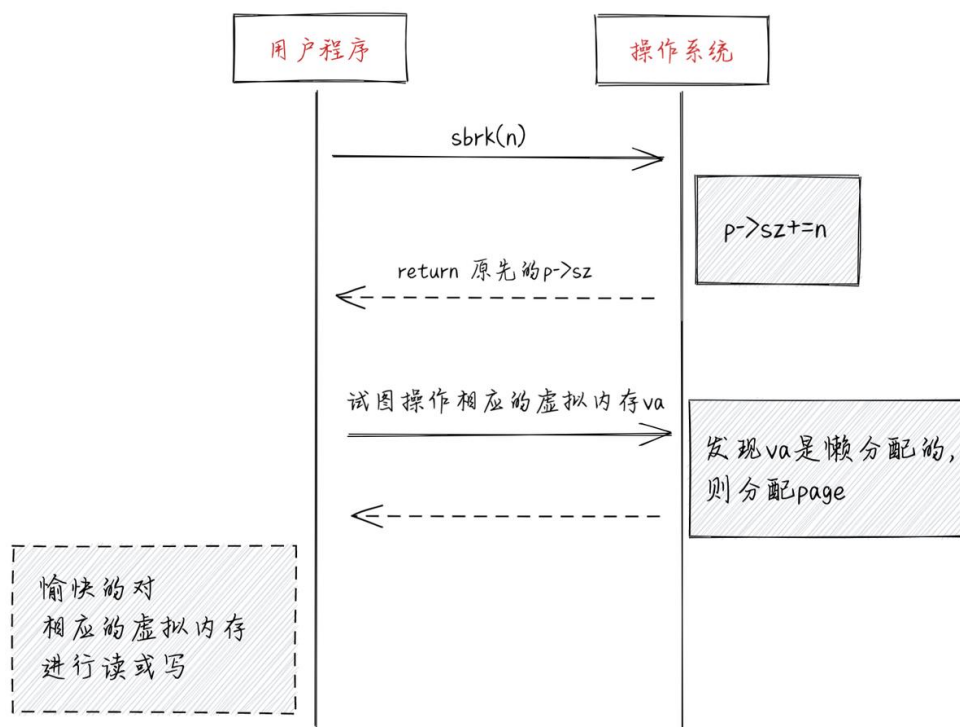 用户程序
操作系统
sbrk(n)
p->sz+=n
return 原先的p->sz
试图操作相应的虚拟内存va
发现va是懒分配的,
则分配page
愉快的对
相应的虚拟内存
进行读或写